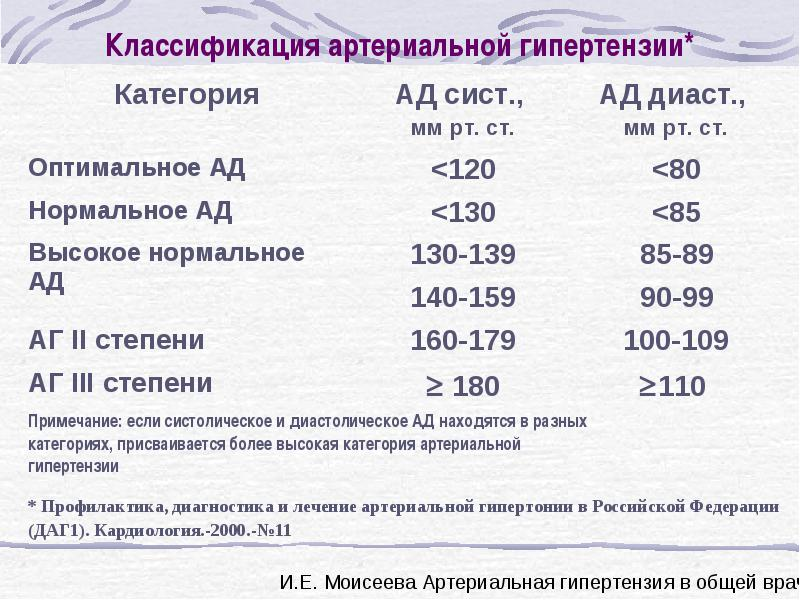 Классификация артериальной гипертензии*
Категория АД сист., АД диаст.,
мм рт. ст. мм рт. ст.
Оптимальное АД <120 <80
Нормальное АД <130 <85
Высокое нормальное 130-139 85-89
АД
140-159 90-99
АГ II степени 160-179 100-109
АГ III степени ≥ 180 ≥110
Примечание: если систолическое и диастолическое АД находятся в разных
категориях, присваивается более высокая категория артериальной
гипертензии
* Профилактика, диагностика и лечение артериальной гипертонии в Российской Федерации
(ДАГ1). Кардиология.-2000.-№11
И.Е. Моисеева Артериальная гипертензия в общей врач